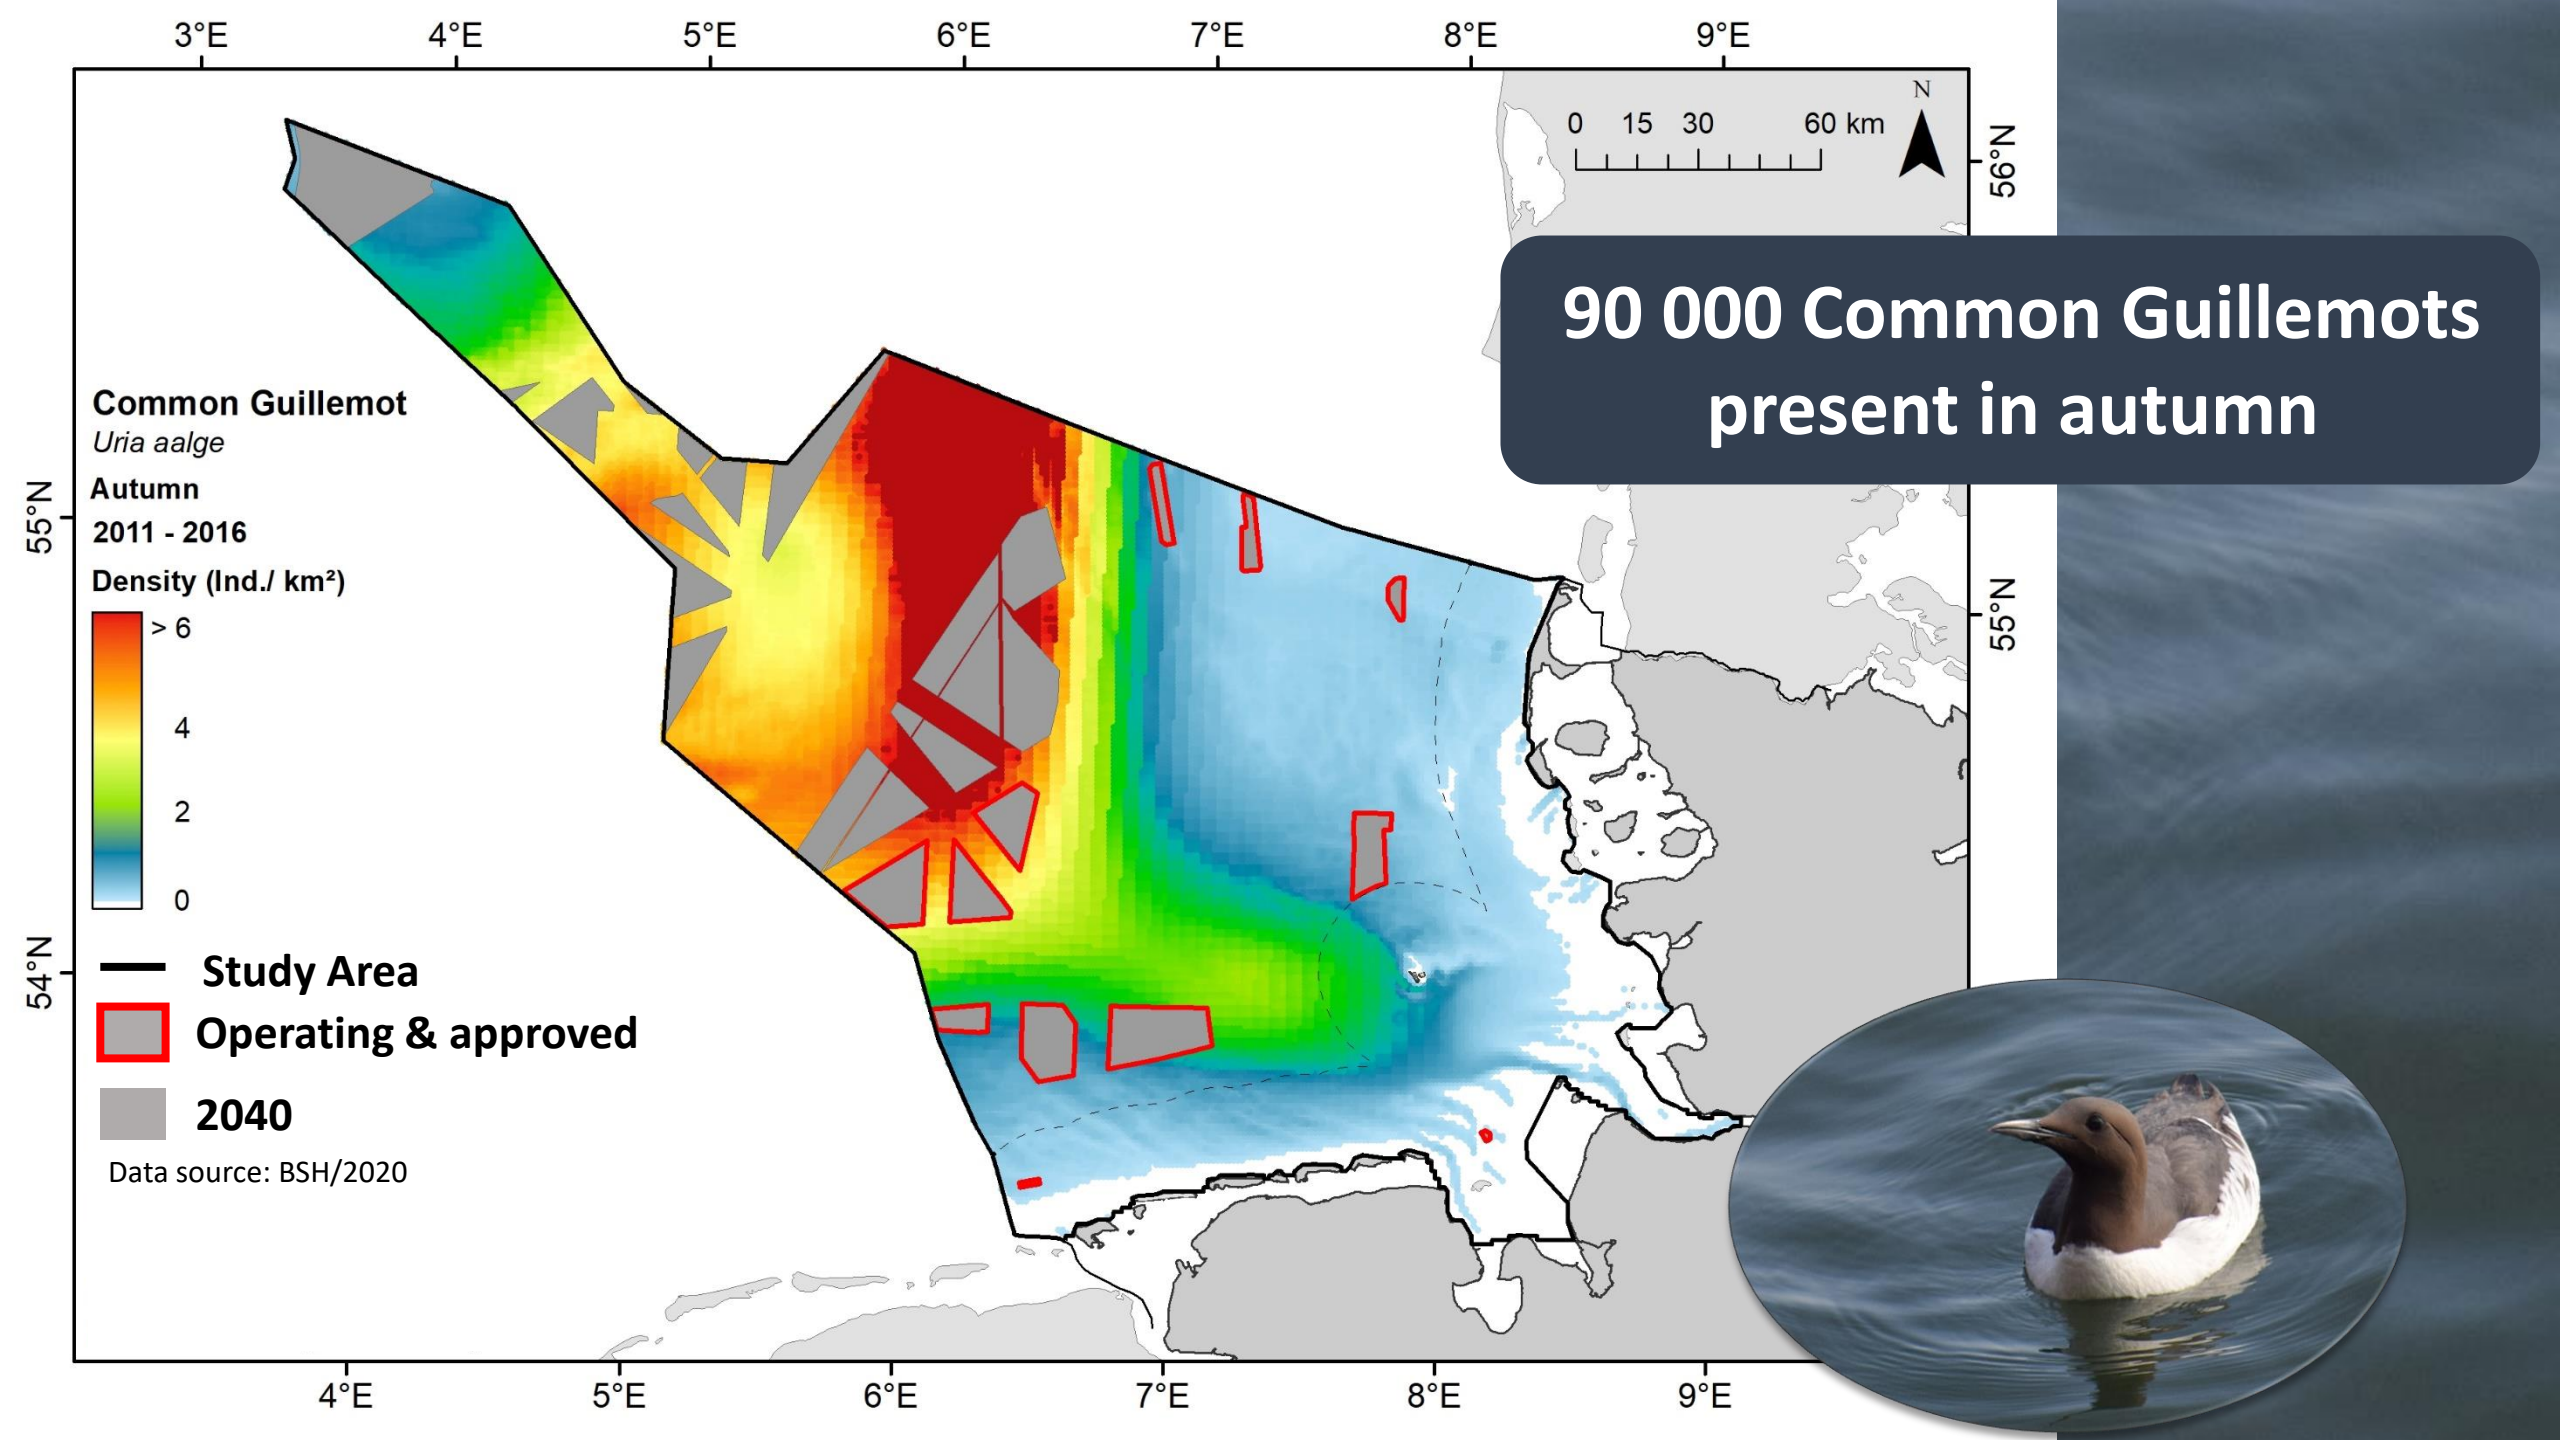 3°E 4°E 5°E 6°E 7°E 8°E 9°E
N
0 15 30 60 km
56°N
90 000 Common Guillemots
present in autumn
Common Guillemot
Uria aalge
Autumn
2011 - 2016
Density (Ind./ km²)
> 6
4
2
0
55°N
55°N
54°N
Study Area
Operating & approved
2040
Data source: BSH/2020
4°E 5°E 6°E 7°E 8°E 9°E